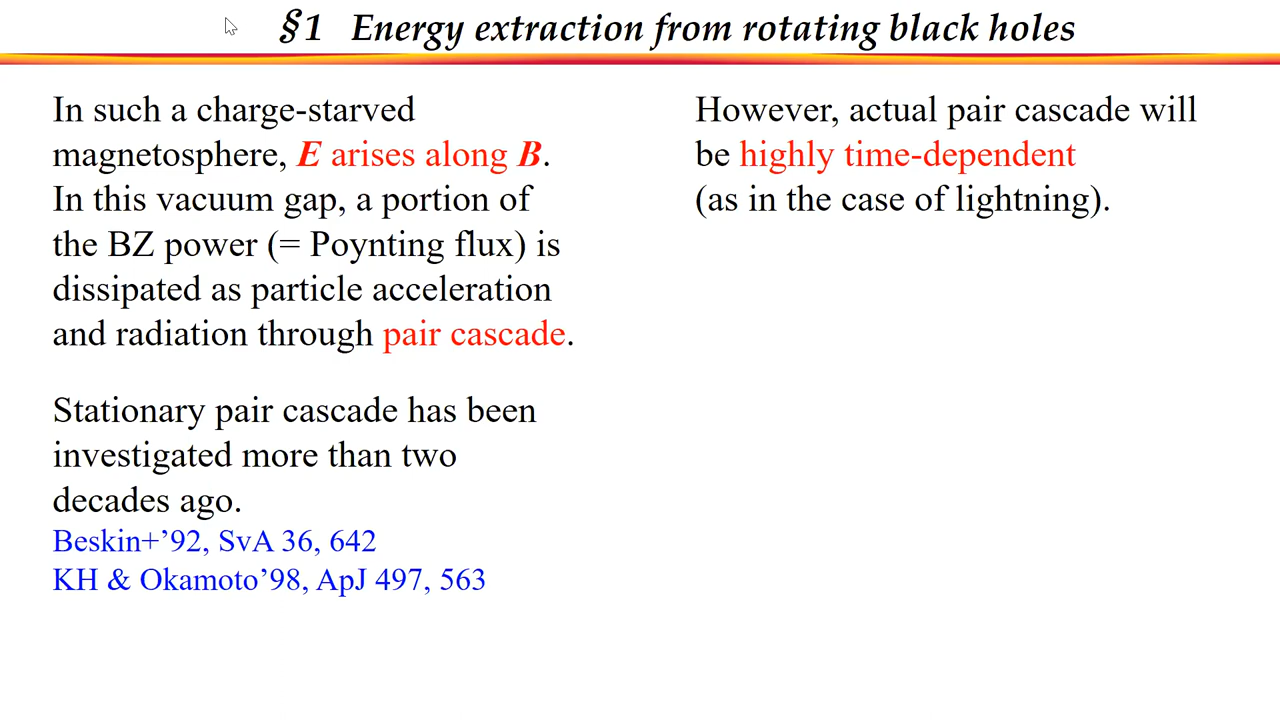 §1 Energy extraction from rotating black holes
In such a charge-starved
magnetosphere, E arises along B.
In this vacuum gap, a portion of
the BZ power (= Poynting flux) is
dissipated as particle acceleration
and radiation through pair cascade.
Stationary pair cascade has been
investigated more than two
decades ago.
Beskin+’92, SvA 36, 642
KH & Okamoto’98, ApJ 497, 563
However, actual pair cascade will
be highly time-dependent
(as in the case of lightning).